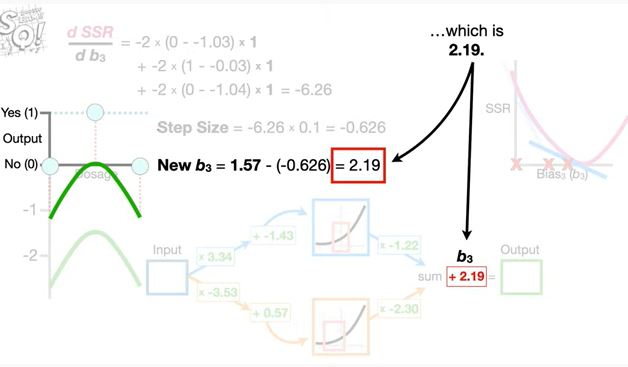 SQ!
…which is
2.19.
d SSR
d b₃
= -2 × (0 - -1.03) × 1
+ -2 × (1 - -0.03) × 1
+ -2 × (0 - -1.04) × 1 = -6.26
Step Size = -6.26 × 0.1 = -0.626
New b₃ = 1.57 - (-0.626) = 2.19
Yes (1)
Output
No (0)
Dosage
-1
-2
SSR
Bias₃ (b₃)
Input
× 3.34
+ -1.43
× -1.22
b₃
sum + 2.19 =
Output
× -3.53
+ 0.57
× -2.30